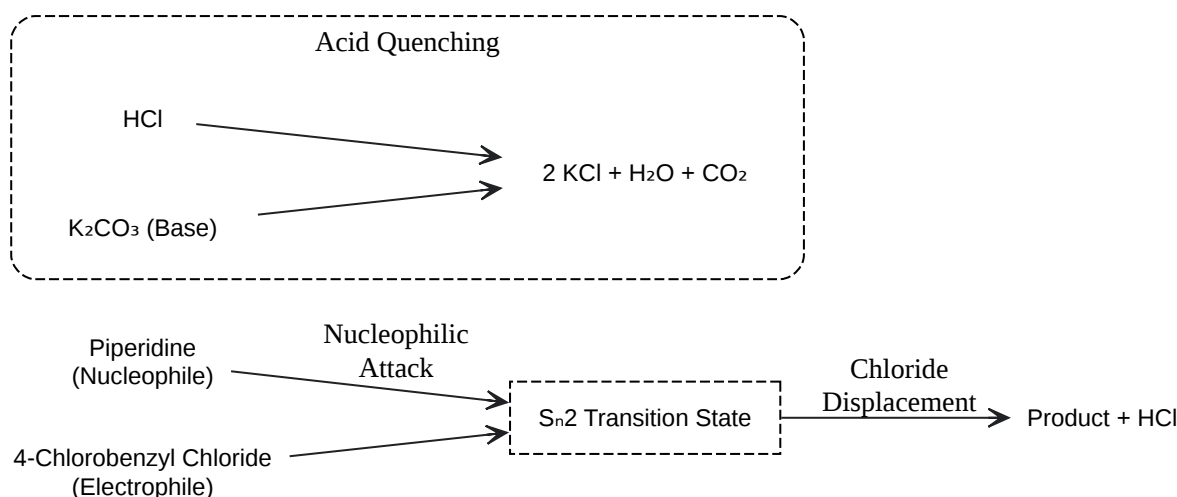 Acid Quenching
HCl
2 KCl + H₂O + CO₂
K₂CO₃ (Base)
Nucleophilic
Attack
Piperidine
(Nucleophile)
Chloride
Displacement
Sₙ2 Transition State
Product + HCl
4-Chlorobenzyl Chloride
(Electrophile)